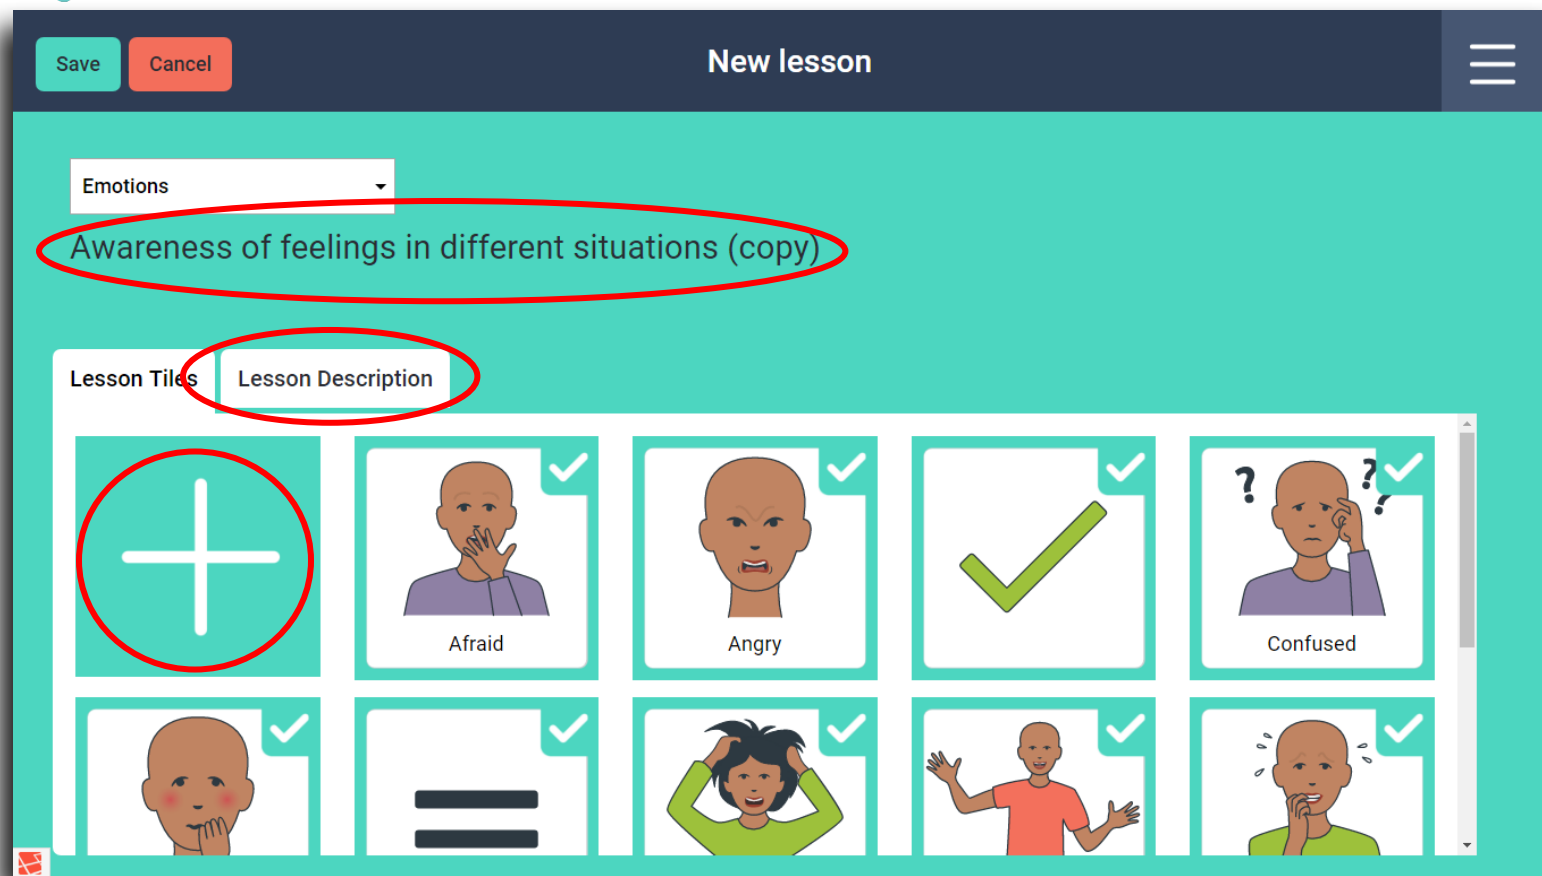 Save Cancel New lesson
Emotions
Awareness of feelings in different situations (copy)
Lesson Tiles Lesson Description
Afraid Angry Confused
? ? ?